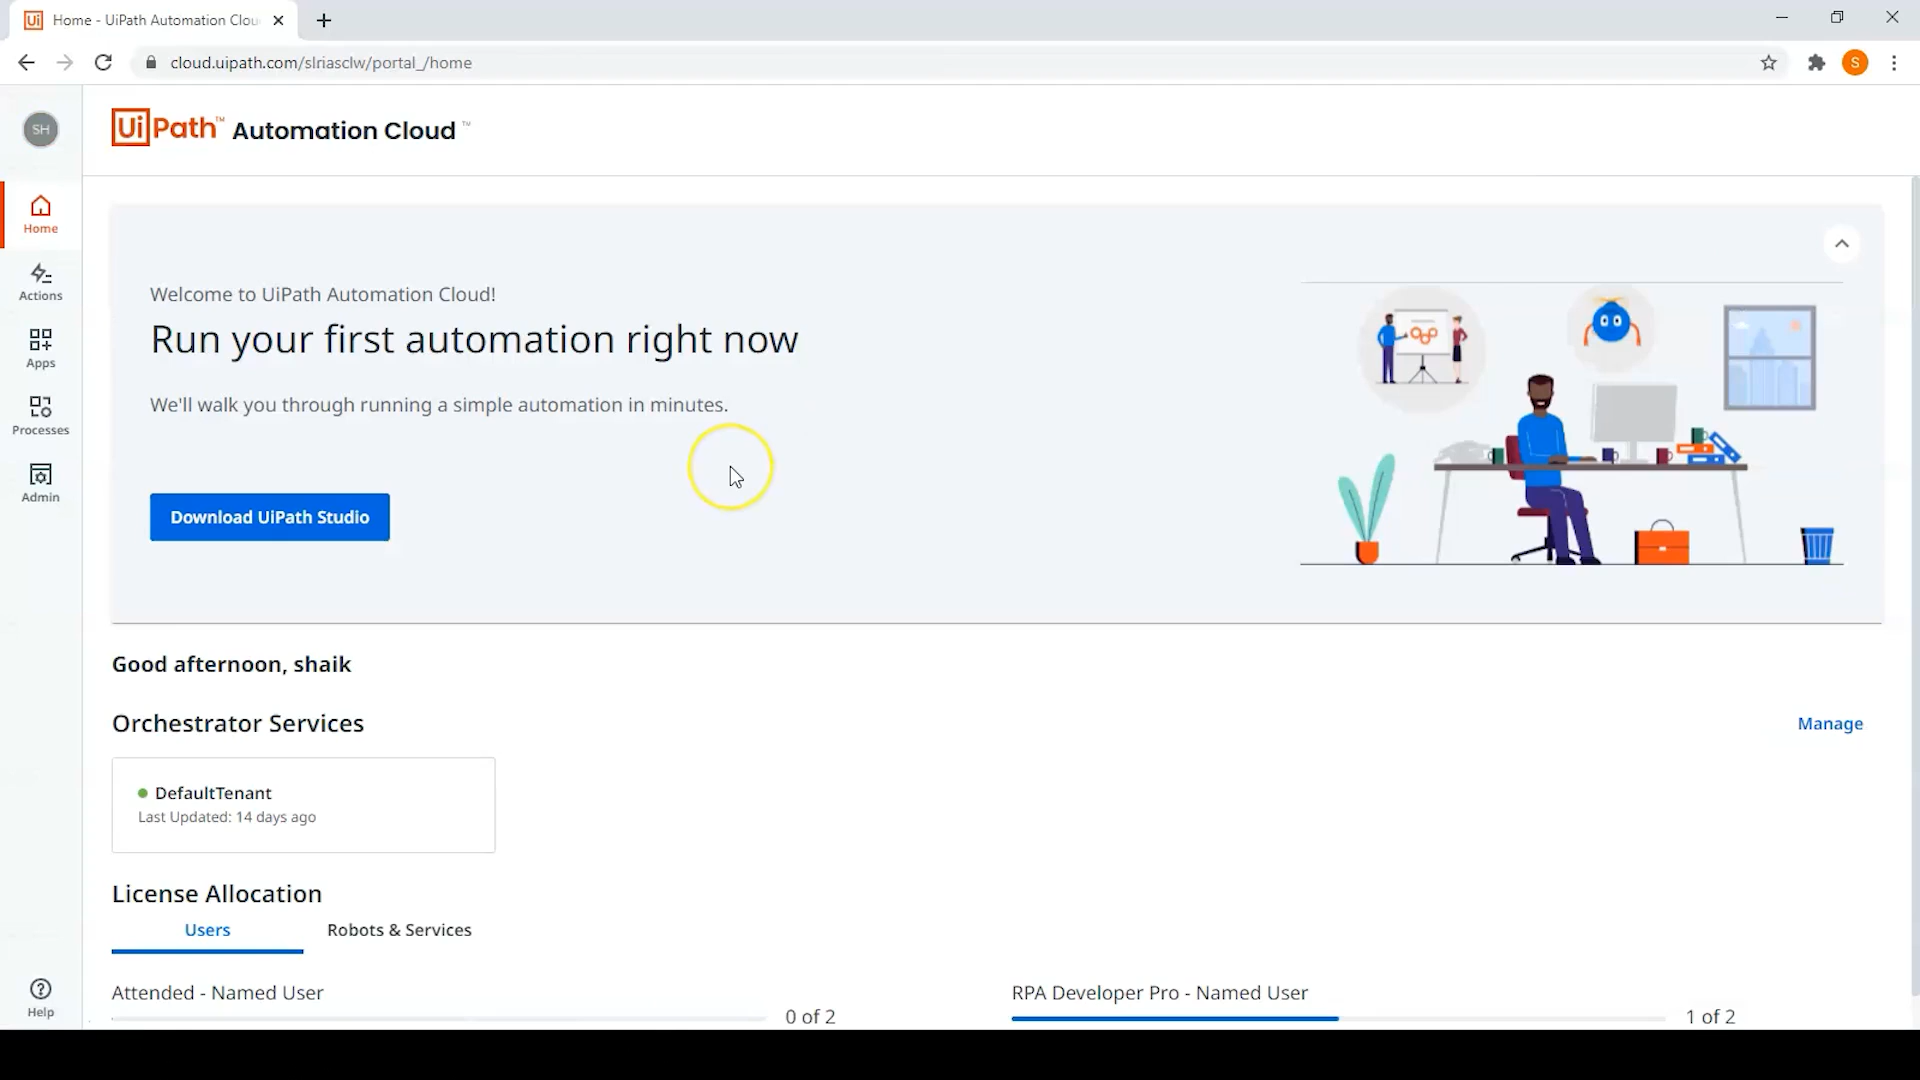 Home - UiPath Automation Clou
cloud.uipath.com/slriasclw/portal_/home
S
SH
UiPath™ Automation Cloud™
Home
Actions
Apps
Processes
Admin
Help
Welcome to UiPath Automation Cloud!
Run your first automation right now
We'll walk you through running a simple automation in minutes.
Download UiPath Studio
Good afternoon, shaik
Orchestrator Services
Manage
DefaultTenant
Last Updated: 14 days ago
License Allocation
Users Robots & Services
Attended - Named User
0 of 2
RPA Developer Pro - Named User
1 of 2